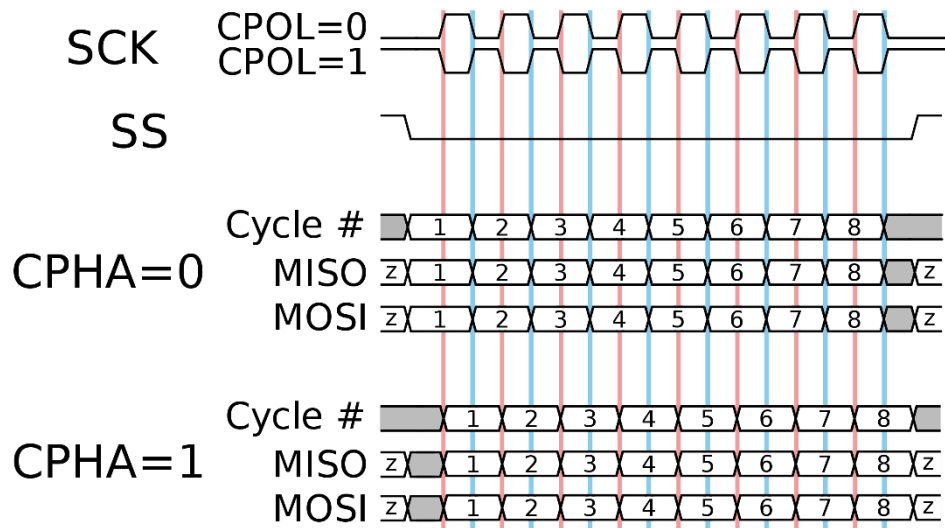 SCK CPOL=0
CPOL=1
SS
Cycle # 1 2 3 4 5 6 7 8
CPHA=0 MISO z 1 2 3 4 5 6 7 8 z
MOSI z 1 2 3 4 5 6 7 8 z
Cycle # 1 2 3 4 5 6 7 8
CPHA=1 MISO z 1 2 3 4 5 6 7 8 z
MOSI z 1 2 3 4 5 6 7 8 z